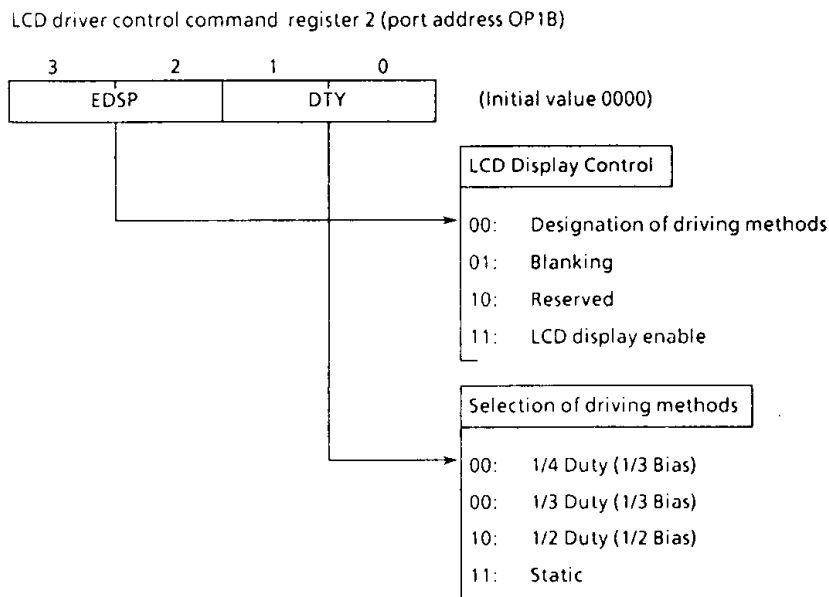 LCD driver control command register 2 (port address OP1B)
3 2 1 0
EDSP DTY (Initial value 0000)
LCD Display Control
00: Designation of driving methods
01: Blanking
10: Reserved
11: LCD display enable
Selection of driving methods
00: 1/4 Duty (1/3 Bias)
00: 1/3 Duty (1/3 Bias)
10: 1/2 Duty (1/2 Bias)
11: Static